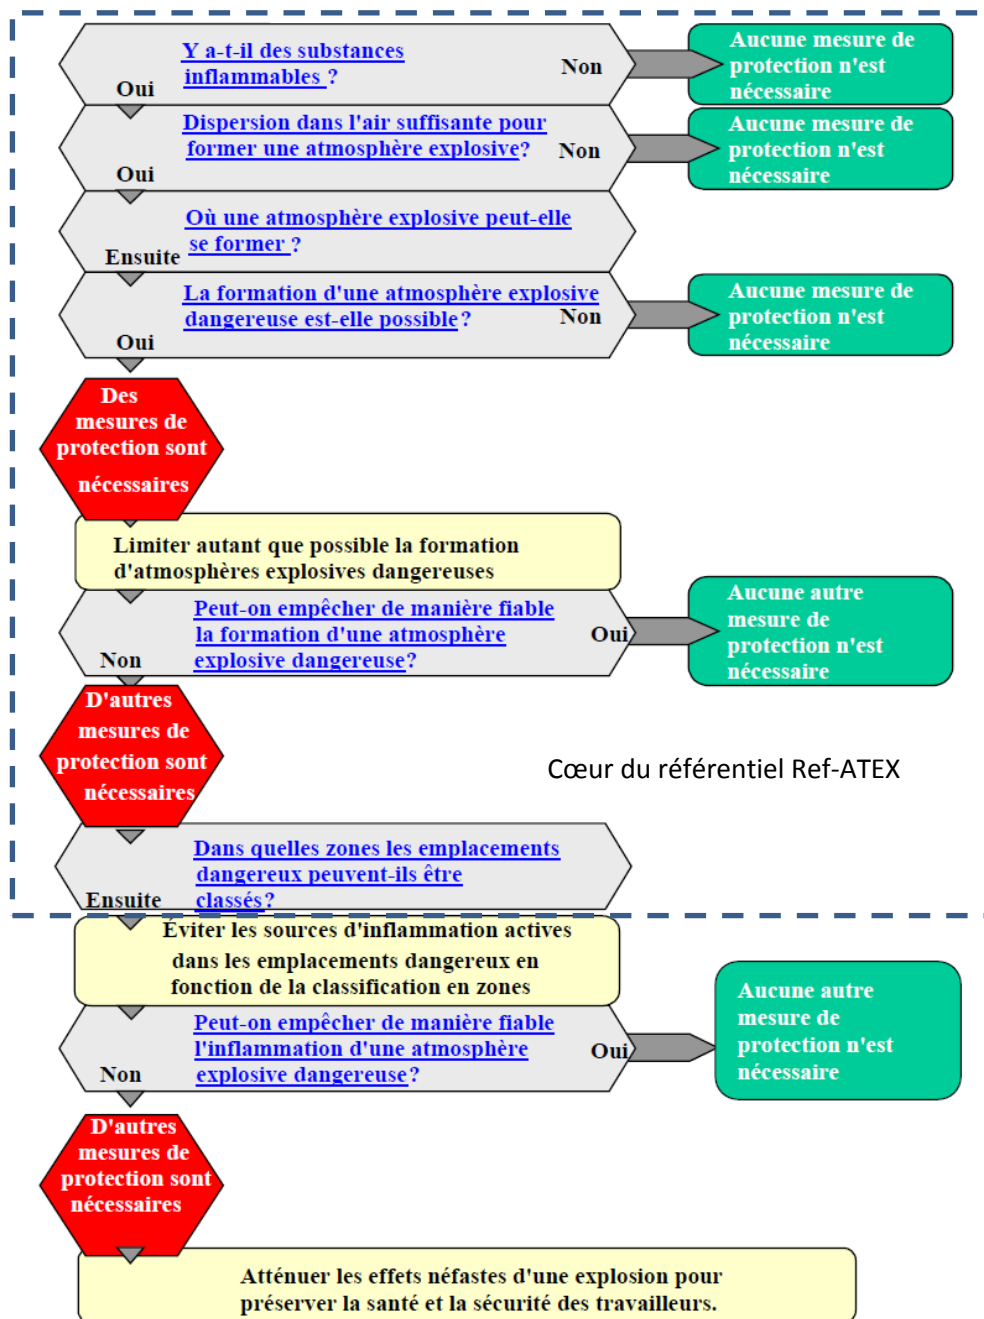 Y a-t-il des substances
inflammables ?
Non
Oui
Aucune mesure de
protection n'est
nécessaire
Dispersion dans l'air suffisante pour
former une atmosphère explosive?
Non
Oui
Aucune mesure de
protection n'est
nécessaire
Où une atmosphère explosive peut-elle
se former ?
Ensuite
La formation d'une atmosphère explosive
dangereuse est-elle possible ?
Non
Oui
Aucune mesure de
protection n'est
nécessaire
Des
mesures de
protection sont
nécessaires
Limiter autant que possible la formation
d'atmosphères explosives dangereuses
Peut-on empêcher de manière fiable
la formation d'une atmosphère
explosive dangereuse?
Oui
Non
Aucune autre
mesure de
protection n'est
nécessaire
D'autres
mesures de
protection sont
nécessaires
Cœur du référentiel Ref-ATEX
Dans quelles zones les emplacements
dangereux peuvent-ils être
classés?
Ensuite
Éviter les sources d'inflammation actives
dans les emplacements dangereux en
fonction de la classification en zones
Peut-on empêcher de manière fiable
l'inflammation d'une atmosphère
explosive dangereuse?
Oui
Non
Aucune autre
mesure de
protection n'est
nécessaire
D'autres
mesures de
protection sont
nécessaires
Atténuer les effets néfastes d'une explosion pour
préserver la santé et la sécurité des travailleurs.